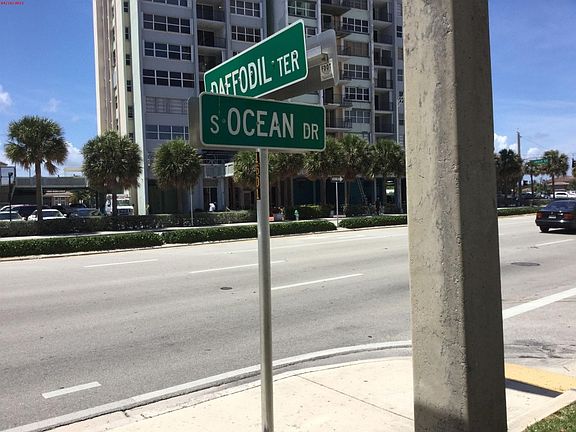 DAFFODIL TER
S OCEAN DR